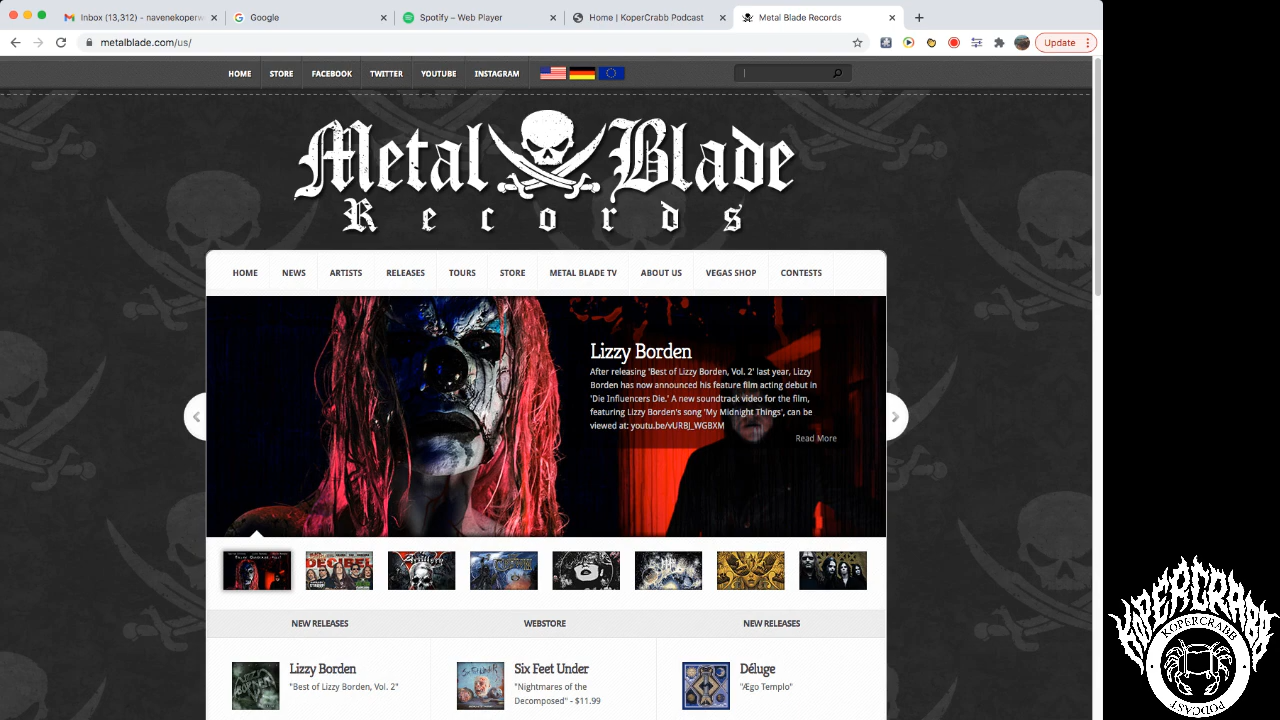 Inbox (13,312) - navenekoperw
Google
Spotify – Web Player
Home | KoperCrabb Podcast
Metal Blade Records
metalblade.com/us/
Update
HOME
STORE
FACEBOOK
TWITTER
YOUTUBE
INSTAGRAM
Metal Blade
Records
HOME
NEWS
ARTISTS
RELEASES
TOURS
STORE
METAL BLADE TV
ABOUT US
VEGAS SHOP
CONTESTS
Lizzy Borden
After releasing 'Best of Lizzy Borden, Vol. 2' last year, Lizzy
Borden has now announced his feature film acting debut in
'Die Influencers Die.' A new soundtrack video for the film,
featuring Lizzy Borden's song 'My Midnight Things', can be
viewed at: youtu.be/vURBJ_WGBXM
Read More
DECIBEL
Artillery
NEW RELEASES
WEBSTORE
NEW RELEASES
Lizzy Borden
"Best of Lizzy Borden, Vol. 2"
Six Feet Under
"Nightmares of the
Decomposed" - $11.99
Déluge
"Ægo Templo"
KOPERCRABB
KOPERCRABB
PODCAST